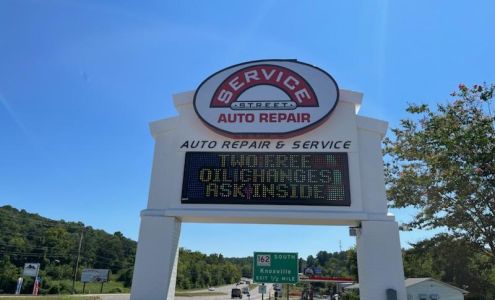 SERVICE
STREET
AUTO REPAIR
AUTO REPAIR & SERVICE
TWO FREE
OIL CHANGES
ASK INSIDE
162 SOUTH
Knoxville
EXIT 1/2 MILE